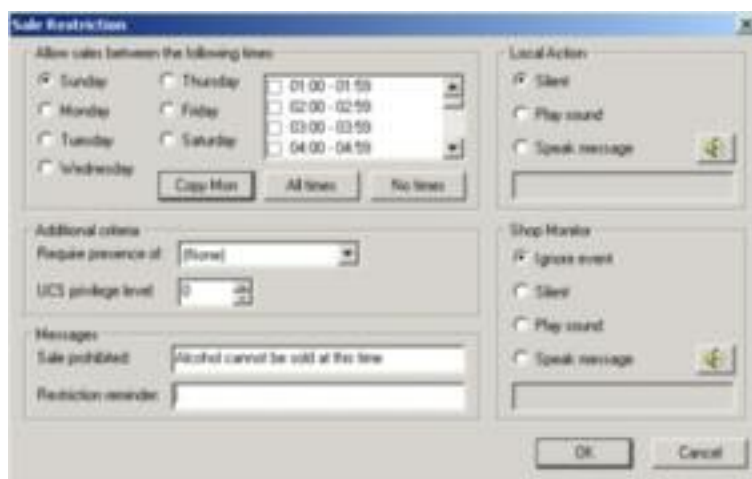 Sale Restriction
Allow sales between the following times
Sunday
Monday
Tuesday
Wednesday
Thursday
Friday
Saturday
01:00 - 01:59
02:00 - 02:59
03:00 - 03:59
04:00 - 04:59
Copy Mon
All times
No times
Additional criteria
Require presence of: (None)
UCS privilege level: 0
Messages
Sale prohibited: Alcohol cannot be sold at this time
Restriction reminder:
Local Action
Silent
Play sound
Speak message
Shop Monitor
Ignore event
Silent
Play sound
Speak message
OK
Cancel